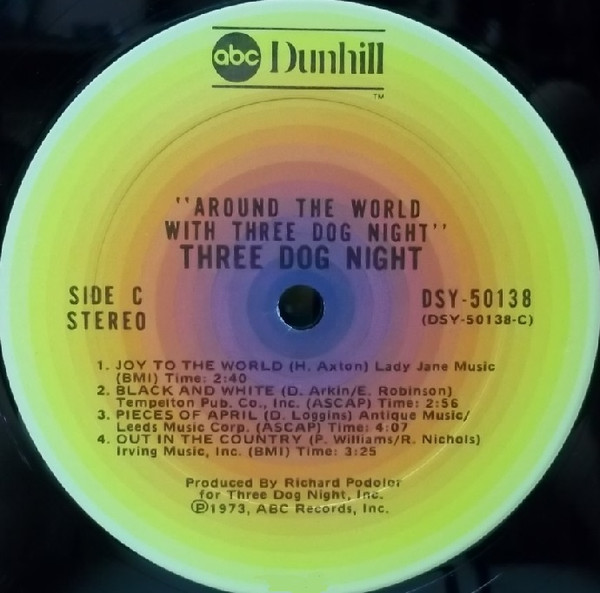 abc Dunhill
TM
"AROUND THE WORLD
WITH THREE DOG NIGHT"
THREE DOG NIGHT
SIDE C
STEREO
DSY-50138
(DSY-50138-C)
1. JOY TO THE WORLD (H. Axton) Lady Jane Music
(BMI) Time: 2:40
2. BLACK AND WHITE (D. Arkin/E. Robinson)
Templeton Pub. Co., Inc. (ASCAP) Time: 2:56
3. PIECES OF APRIL (D. Loggins) Antique Music/
Leeds Music Corp. (ASCAP) Time: 4:07
4. OUT IN THE COUNTRY (P. Williams/R. Nichols)
Irving Music, Inc. (BMI) Time: 3:25
Produced By Richard Podolor
for Three Dog Night, Inc.
Ⓟ1973, ABC Records, Inc.